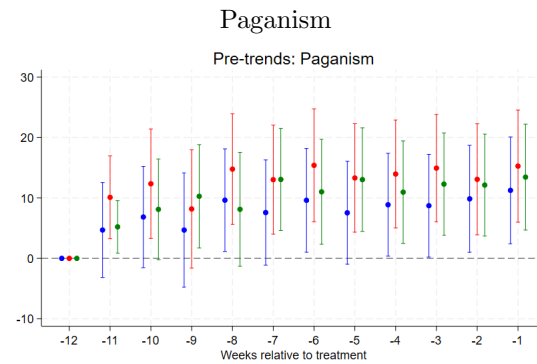 Paganism
Pre-trends: Paganism
30
20
10
0
-10
-12 -11 -10 -9 -8 -7 -6 -5 -4 -3 -2 -1
Weeks relative to treatment